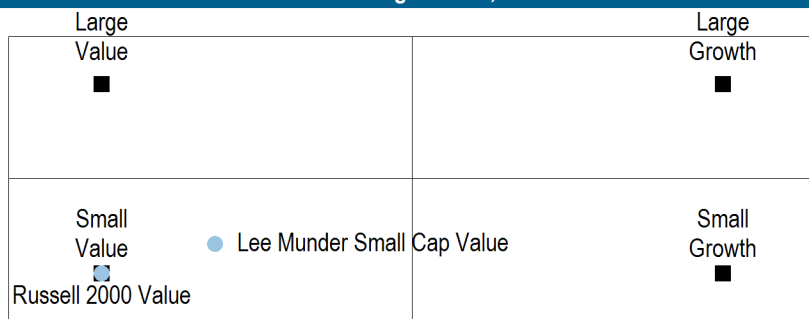 Large
Value
Large
Growth
Small
Value
Lee Munder Small Cap Value
Small
Growth
Russell 2000 Value